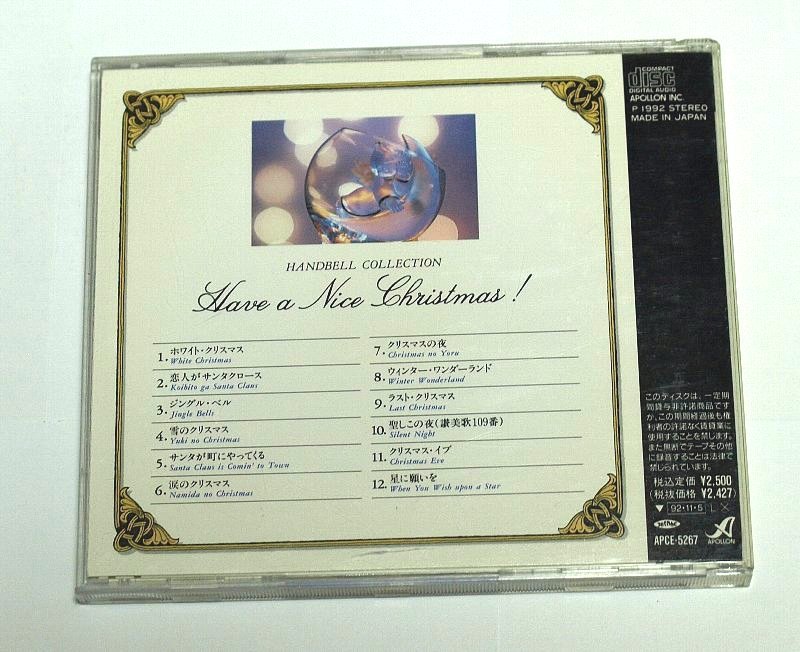 HANDBELL COLLECTION
Have a Nice Christmas!
1. ホワイト・クリスマス
White Christmas
2. 恋人がサンタクロース
Koibito ga Santa Claus
3. ジングル・ベル
Jingle Bells
4. 雪のクリスマス
Yuki no Christmas
5. サンタが町にやってくる
Santa Claus is Comin' to Town
6. 涙のクリスマス
Namida no Christmas
7. クリスマスの夜
Christmas no Yoru
8. ウィンター・ワンダーランド
Winter Wonderland
9. ラスト・クリスマス
Last Christmas
10. 聖しこの夜(讃美歌109番)
Silent Night
11. クリスマス・イブ
Christmas Eve
12. 星に願いを
When You Wish upon a Star
COMPACT
disc
DIGITAL AUDIO
APOLLON INC.
P 1992 STEREO
MADE IN JAPAN
このディスクは、一定期
間貸与非許諾商品です
が、この期間経過後も権
利者の許諾なく賃貸業に
使用することを禁じます。
また無断でテープその他
に録音することは法律で
禁じられています。
税込定価 ¥2,500
(税抜価格 ¥2,427)
▼ 92・11・5 L X
APCE-5267
APOLLON